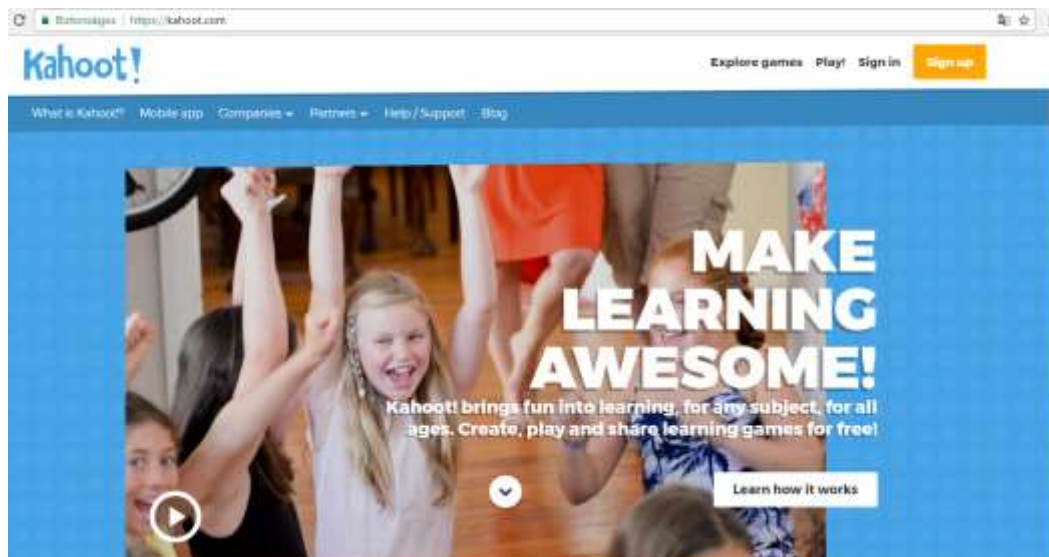 Biztonságos | https://kahoot.com
Kahoot!
Explore games Play! Sign in Sign up
What is Kahoot!? Mobile app Companies Partners Help / Support Blog
MAKE
LEARNING
AWESOME!
Kahoot! brings fun into learning, for any subject, for all
ages. Create, play and share learning games for free!
Learn how it works